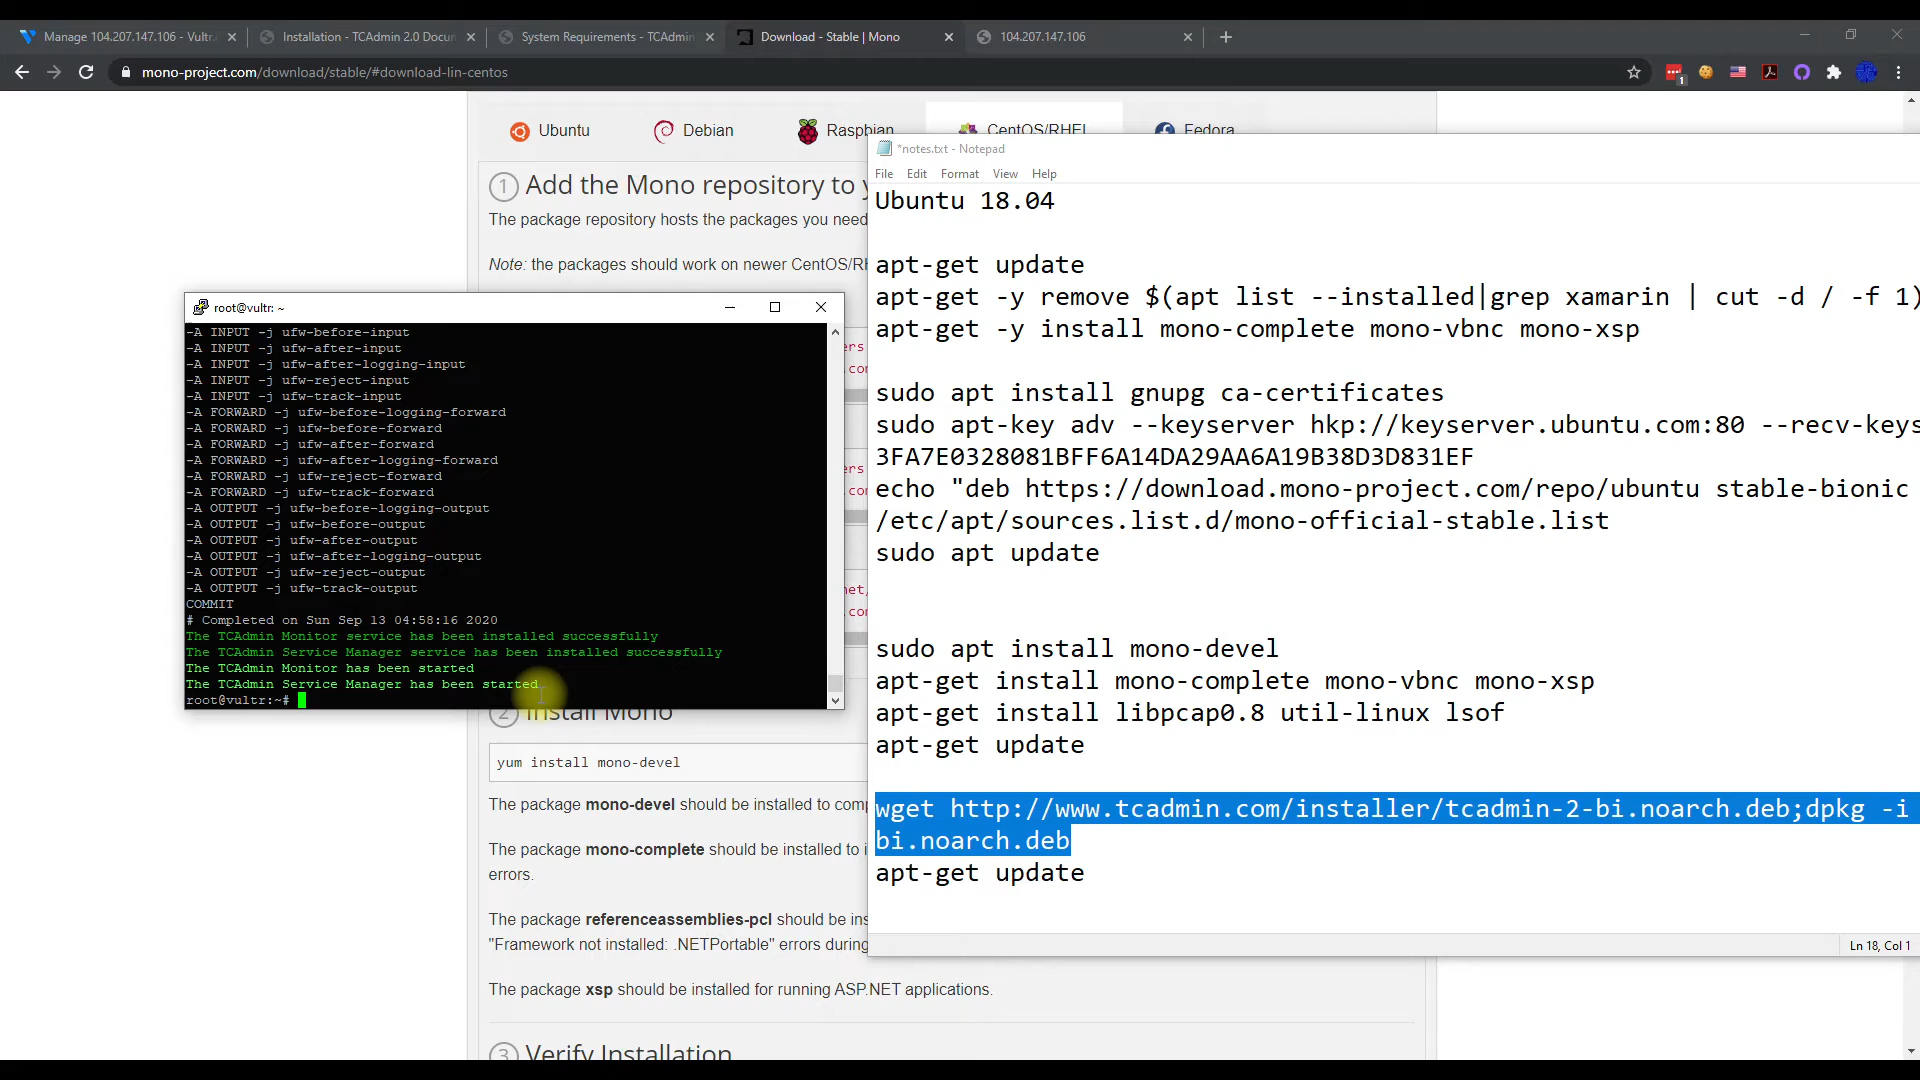 Manage 104.207.147.106 - Vultr.
Installation - TCAdmin 2.0 Docum
System Requirements - TCAdmin
Download - Stable | Mono
104.207.147.106
mono-project.com/download/stable/#download-lin-centos
1
Ubuntu
Debian
Raspbian
CentOS/RHEL
Fedora
1 Add the Mono repository to y
The package repository hosts the packages you need
Note: the packages should work on newer CentOS/RH
root@vultr: ~
-A INPUT -j ufw-before-input
-A INPUT -j ufw-after-input
-A INPUT -j ufw-after-logging-input
-A INPUT -j ufw-reject-input
-A INPUT -j ufw-track-input
-A FORWARD -j ufw-before-logging-forward
-A FORWARD -j ufw-before-forward
-A FORWARD -j ufw-after-forward
-A FORWARD -j ufw-after-logging-forward
-A FORWARD -j ufw-reject-forward
-A FORWARD -j ufw-track-forward
-A OUTPUT -j ufw-before-logging-output
-A OUTPUT -j ufw-before-output
-A OUTPUT -j ufw-after-output
-A OUTPUT -j ufw-after-logging-output
-A OUTPUT -j ufw-reject-output
-A OUTPUT -j ufw-track-output
COMMIT
# Completed on Sun Sep 13 04:58:16 2020
The TCAdmin Monitor service has been installed successfully
The TCAdmin Service Manager service has been installed successfully
The TCAdmin Monitor has been started
The TCAdmin Service Manager has been started
root@vultr:~#
ers
.com
ers
.com
net,
.com
2 Install Mono
yum install mono-devel
The package mono-devel should be installed to comp
The package mono-complete should be installed to i
errors.
The package referenceassemblies-pcl should be ins
"Framework not installed: .NETPortable" errors during
The package xsp should be installed for running ASP.NET applications.
3 Verify Installation
*notes.txt - Notepad
File Edit Format View Help
Ubuntu 18.04
apt-get update
apt-get -y remove $(apt list --installed|grep xamarin | cut -d / -f 1)
apt-get -y install mono-complete mono-vbnc mono-xsp
sudo apt install gnupg ca-certificates
sudo apt-key adv --keyserver hkp://keyserver.ubuntu.com:80 --recv-keys
3FA7E0328081BFF6A14DA29AA6A19B38D3D831EF
echo "deb https://download.mono-project.com/repo/ubuntu stable-bionic
/etc/apt/sources.list.d/mono-official-stable.list
sudo apt update
sudo apt install mono-devel
apt-get install mono-complete mono-vbnc mono-xsp
apt-get install libpcap0.8 util-linux lsof
apt-get update
wget http://www.tcadmin.com/installer/tcadmin-2-bi.noarch.deb;dpkg -i
bi.noarch.deb
apt-get update
Ln 18, Col 1